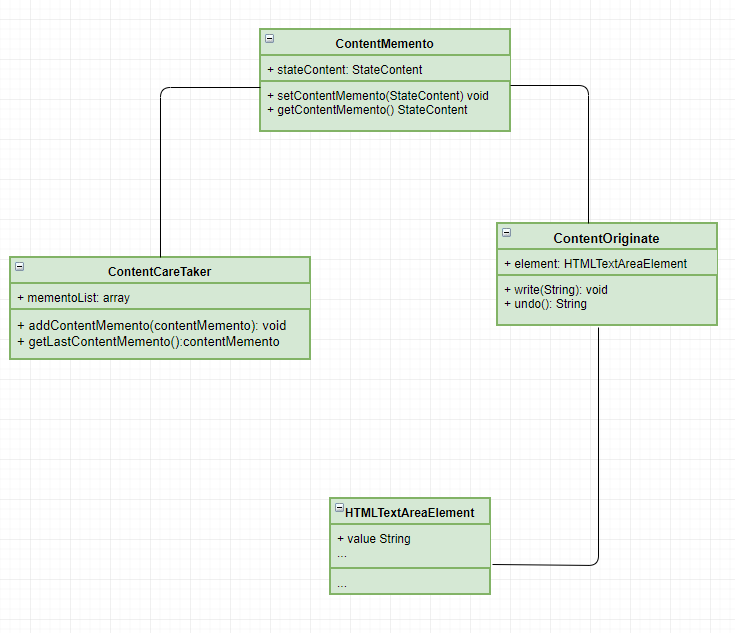 ContentMemento
+ stateContent: StateContent
+ setContentMemento(StateContent) void
+ getContentMemento() StateContent
ContentOriginate
+ element: HTMLTextAreaElement
+ write(String): void
+ undo(): String
ContentCareTaker
+ mementoList: array
+ addContentMemento(contentMemento): void
+ getLastContentMemento():contentMemento
HTMLTextAreaElement
+ value String
...
...